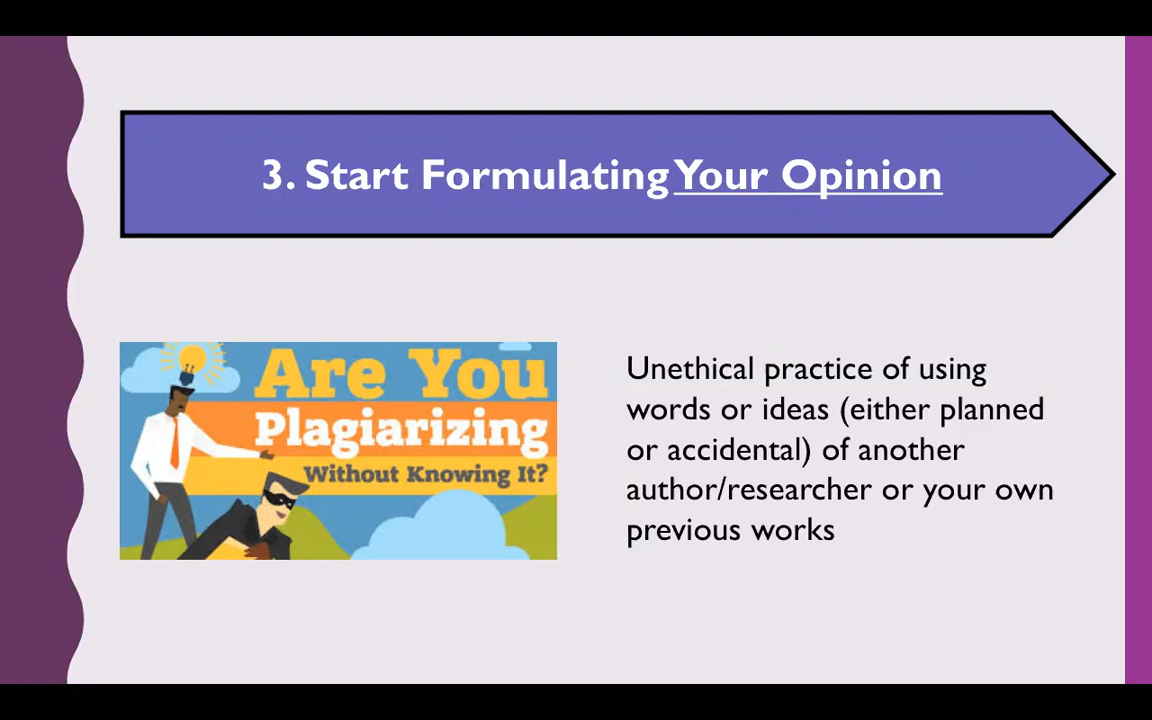 3. Start Formulating Your Opinion
Are You
Plagiarizing
Without Knowing It?
Unethical practice of using
words or ideas (either planned
or accidental) of another
author/researcher or your own
previous works